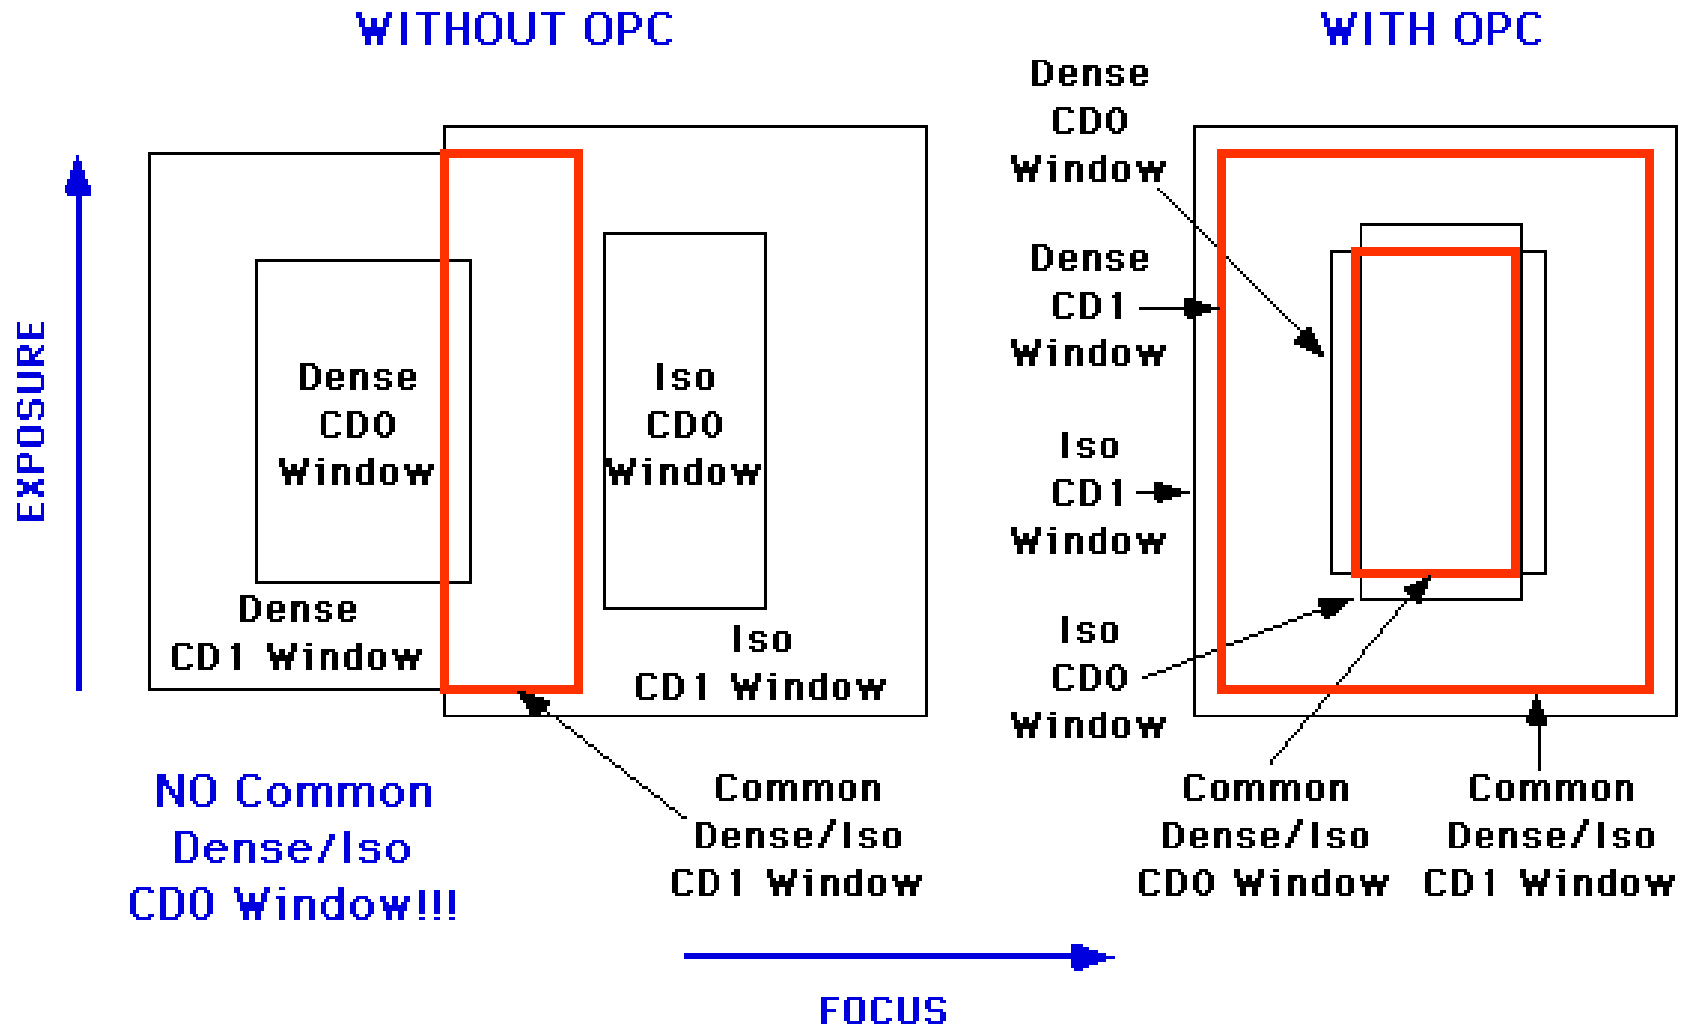 WITHOUT OPC
WITH OPC
EXPOSURE
Dense
CD0
Window
Iso
CD0
Window
Dense
CD1 Window
Iso
CD1 Window
NO Common
Dense/Iso
CD0 Window!!!
Common
Dense/Iso
CD1 Window
Dense
CD0
Window
Dense
CD1
Window
Iso
CD1
Window
Iso
CD0
Window
Common
Dense/Iso
CD0 Window
Common
Dense/Iso
CD1 Window
FOCUS